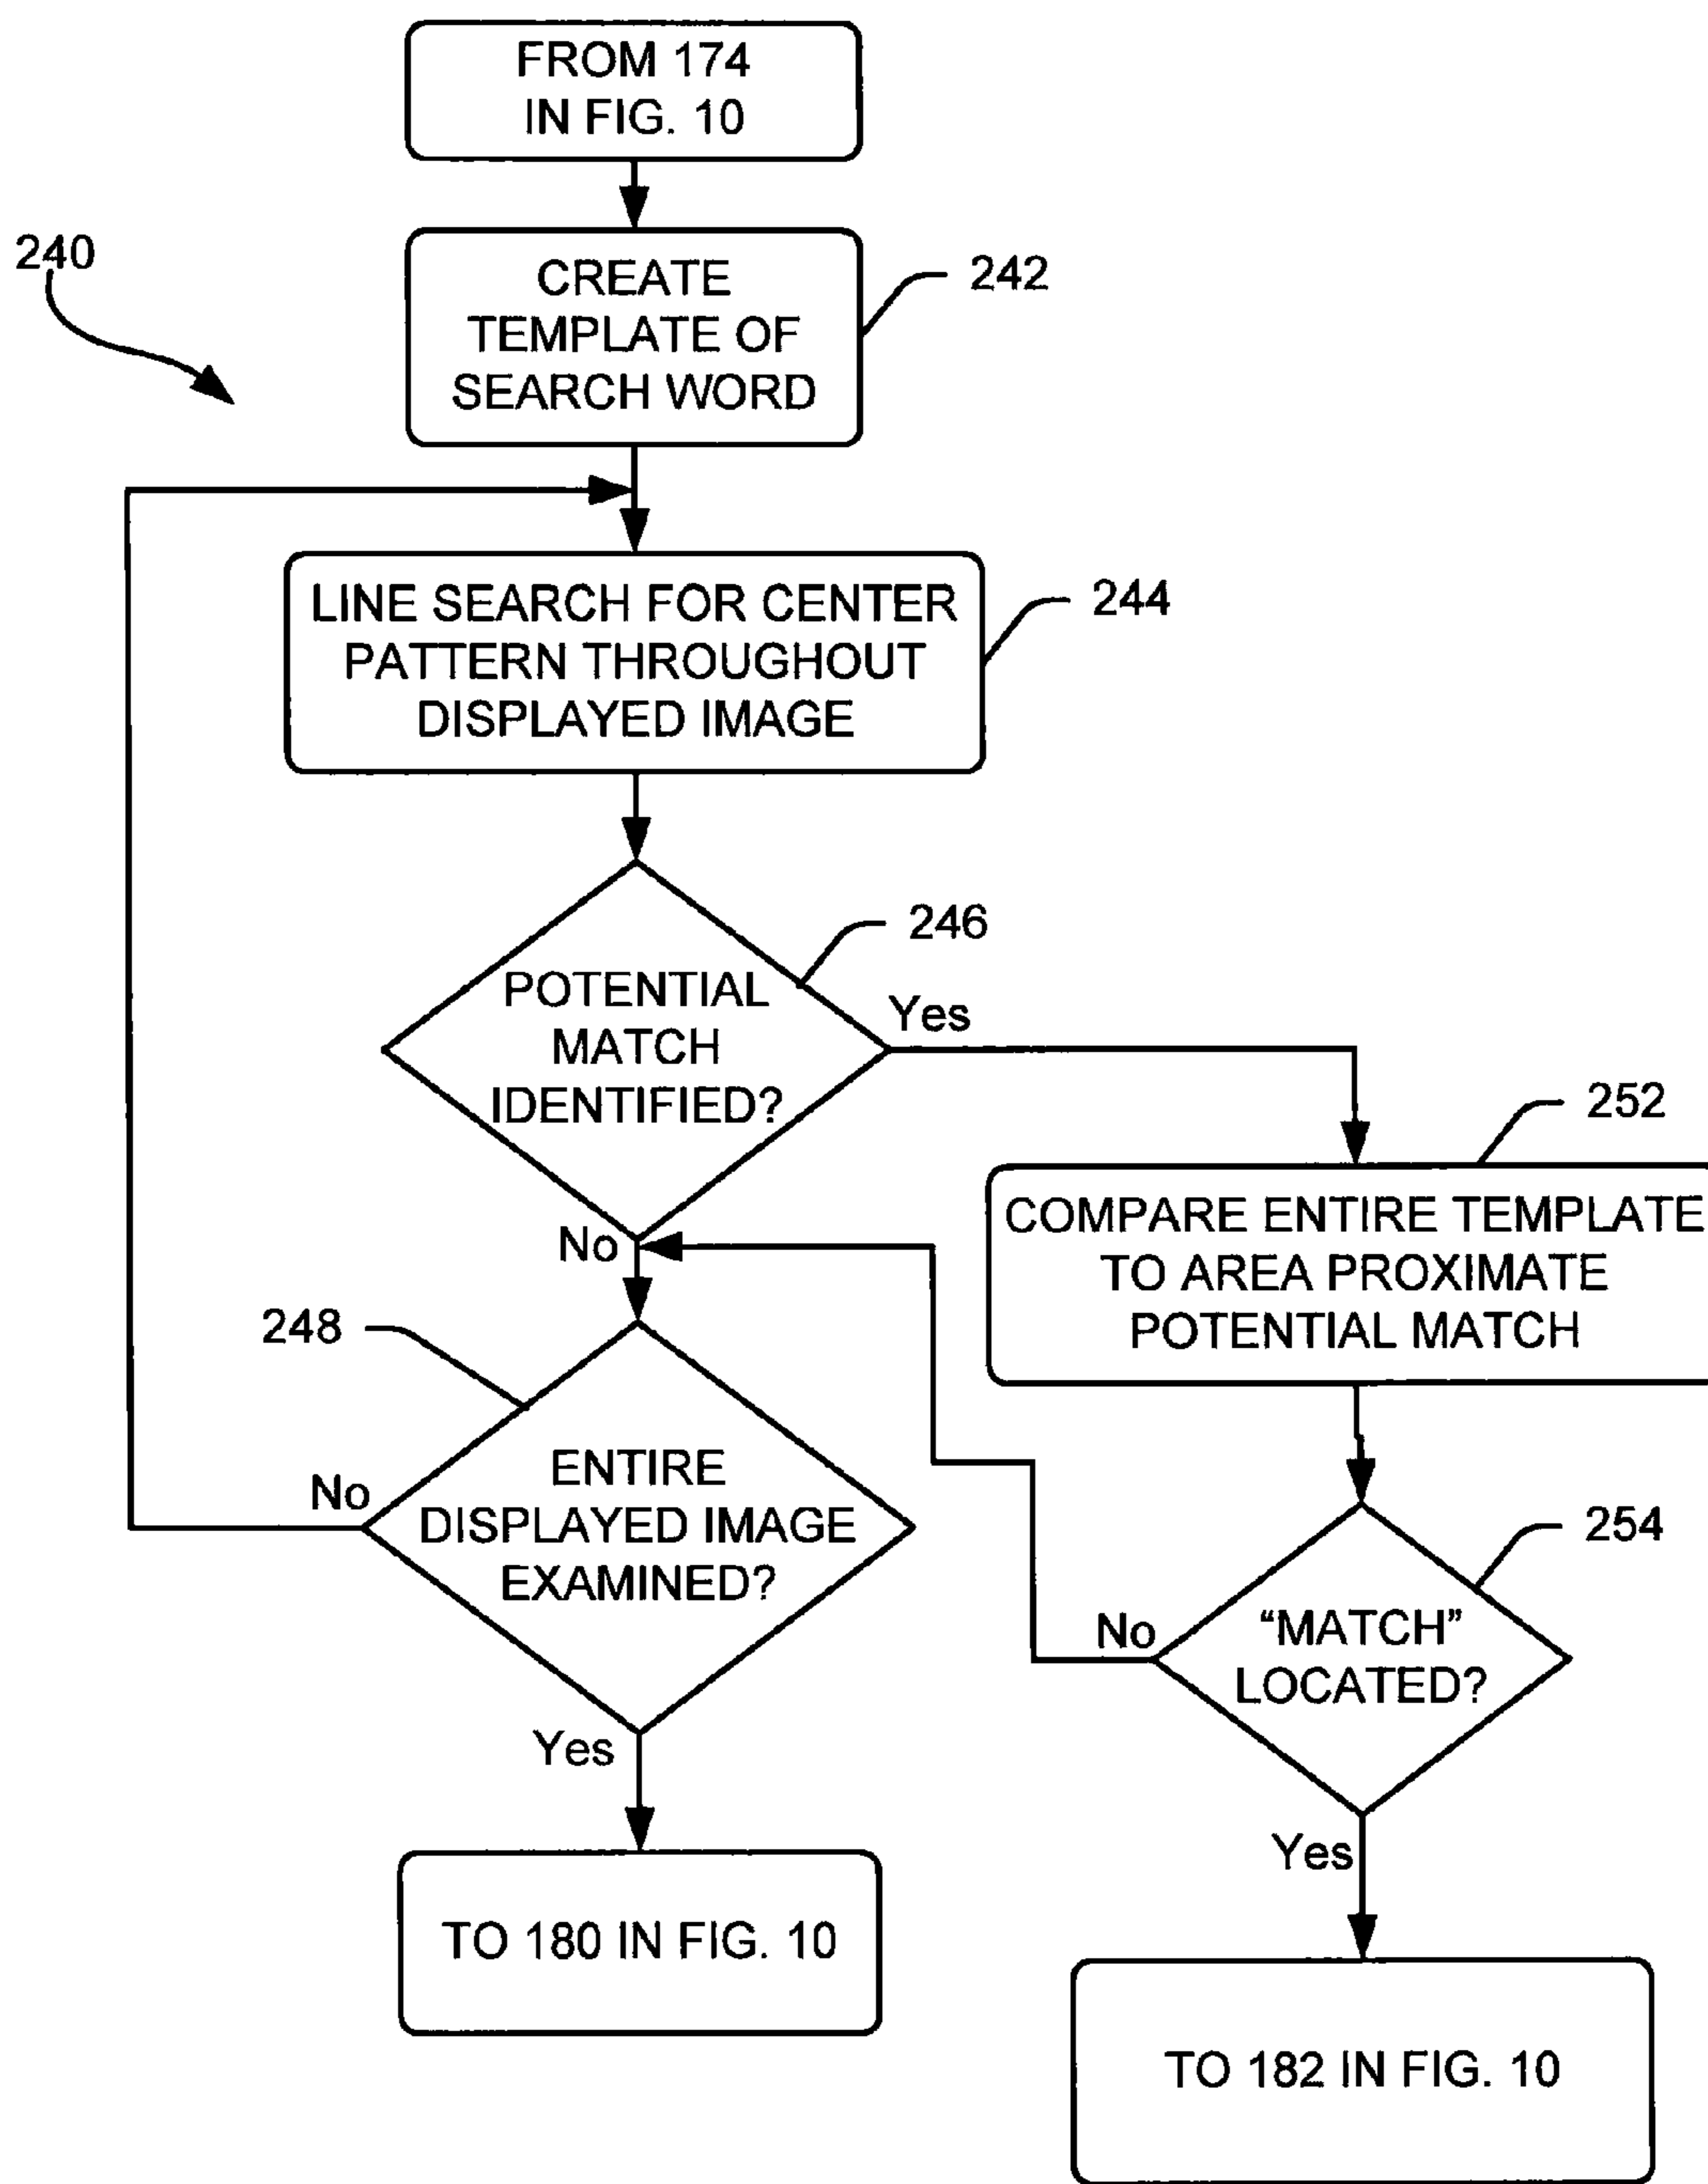 FROM 174
IN FIG. 10
240
CREATE
TEMPLATE OF
SEARCH WORD
242
LINE SEARCH FOR CENTER
PATTERN THROUGHOUT
DISPLAYED IMAGE
244
246
POTENTIAL
MATCH
IDENTIFIED?
Yes
No
252
COMPARE ENTIRE TEMPLATE
TO AREA PROXIMATE
POTENTIAL MATCH
248
ENTIRE
DISPLAYED IMAGE
EXAMINED?
No
Yes
254
“MATCH”
LOCATED?
No
Yes
TO 180 IN FIG. 10
TO 182 IN FIG. 10